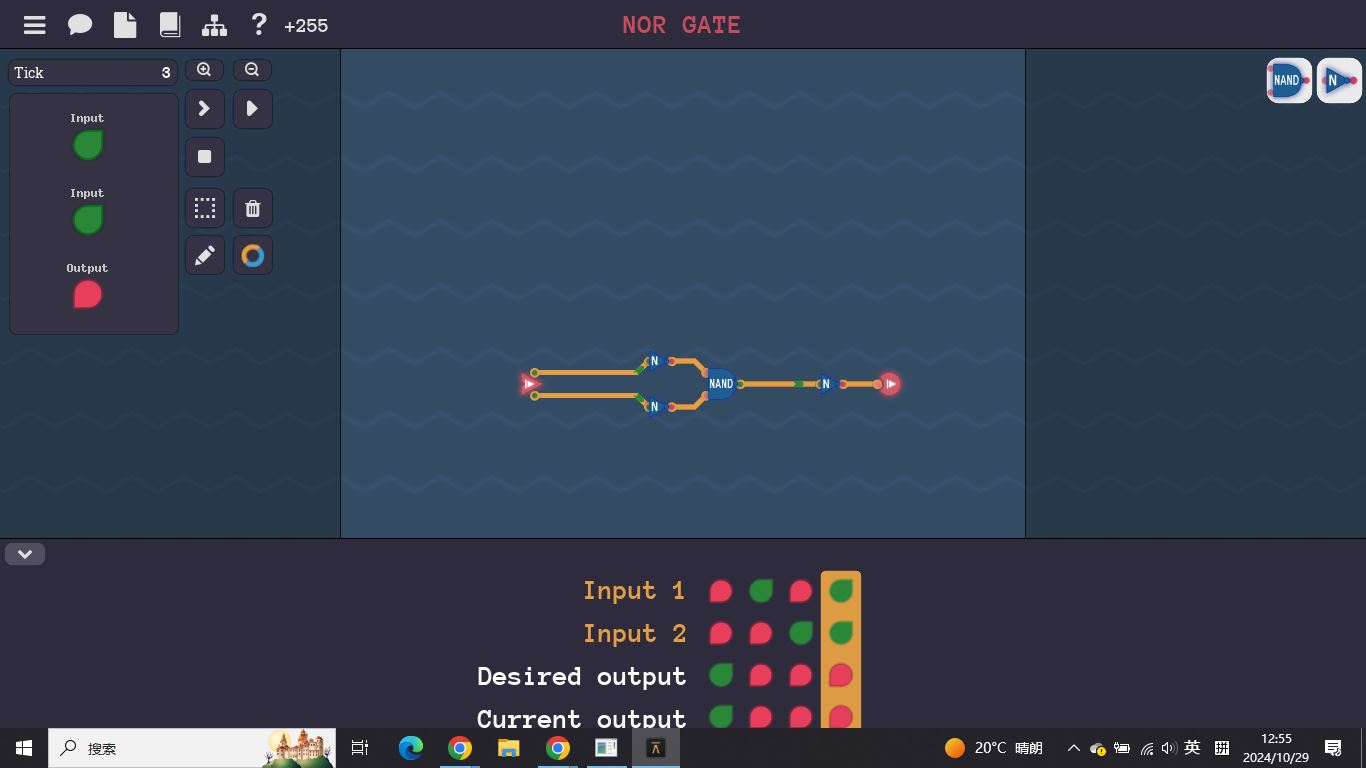 +255
NOR GATE
Tick 3
Input
Input
Output
NAND
N
N
N
NAND
N
Input 1
Input 2
Desired output
Current output
搜索
20°C 晴朗
英
拼
12:55
2024/10/29